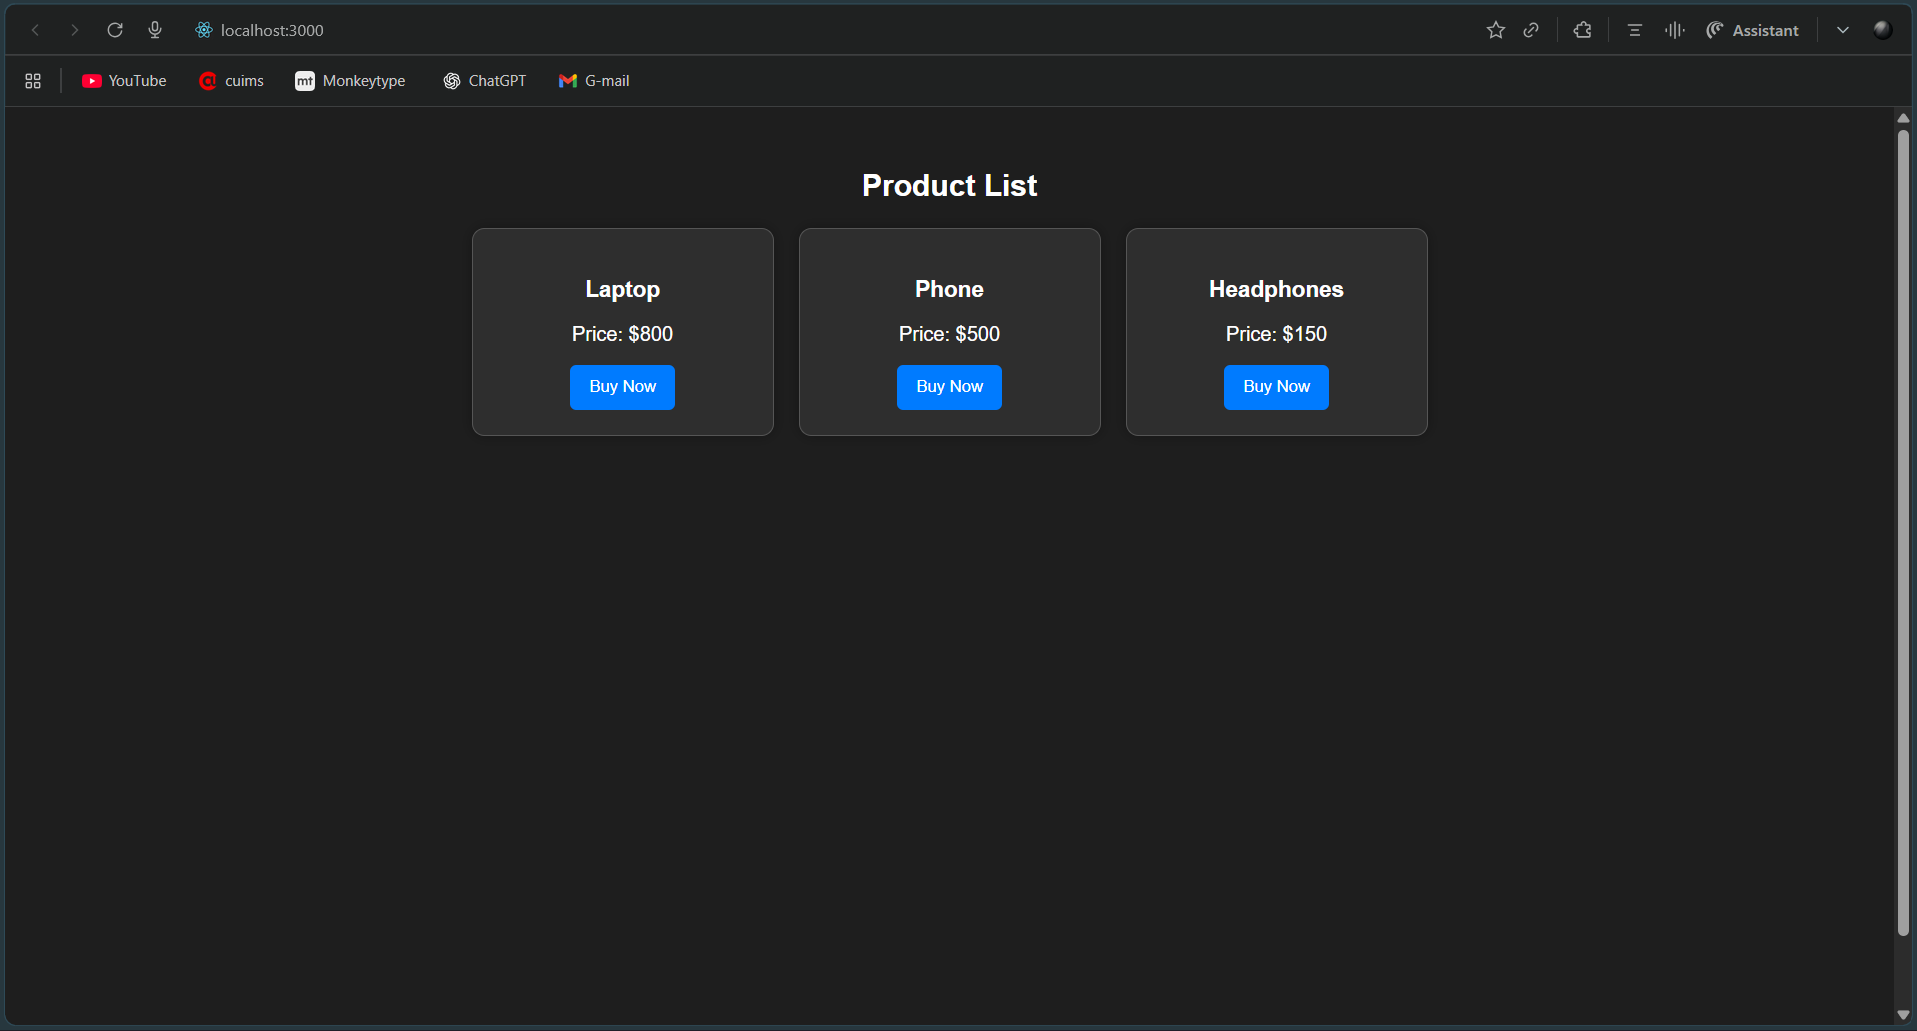 localhost:3000
Assistant
YouTube
cuims
mt Monkeytype
ChatGPT
G-mail
Product List
Laptop
Price: $800
Buy Now
Phone
Price: $500
Buy Now
Headphones
Price: $150
Buy Now